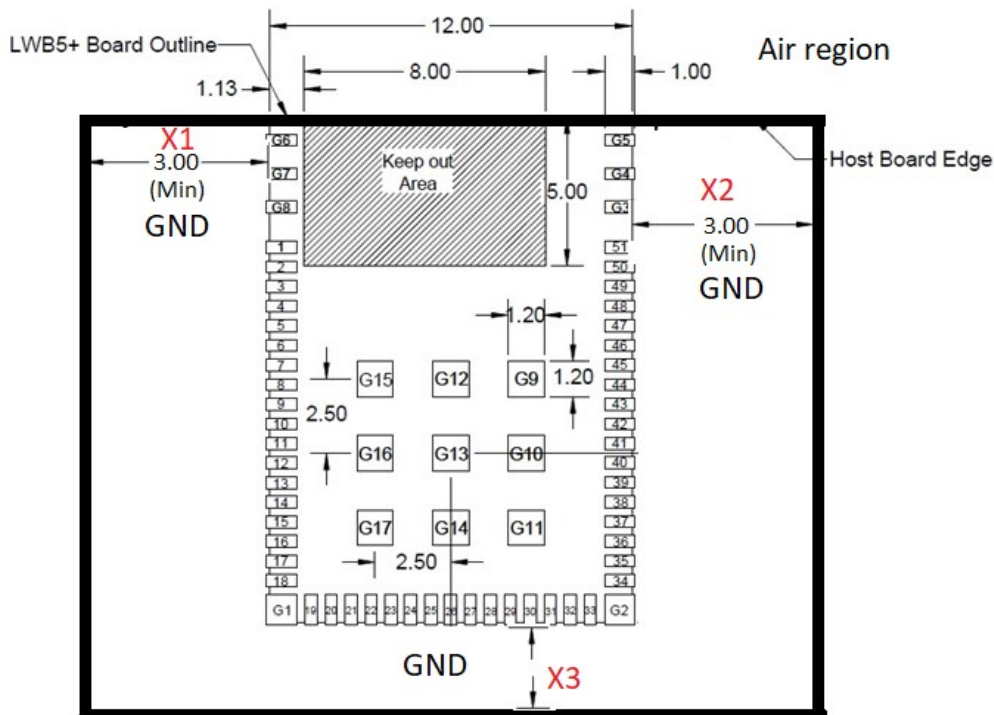 12.00
LWB5+ Board Outline
Air region
8.00
1.00
1.13
X1
G6
G5
3.00
(Min)
Keep out
Area
Host Board Edge
G7
G4
5.00
X2
G8
G3
GND
3.00
(Min)
1
51
2
50
GND
3
49
4
48
1.20
5
47
6
46
7
45
G15
G12
G9
1.20
8
44
9
43
2.50
10
42
11
41
G16
G13
G10
12
40
13
39
14
38
15
37
G17
G14
G11
16
36
2.50
17
35
18
34
G1
19
20
21
22
23
24
25
26
27
28
29
30
31
32
33
G2
GND
X3